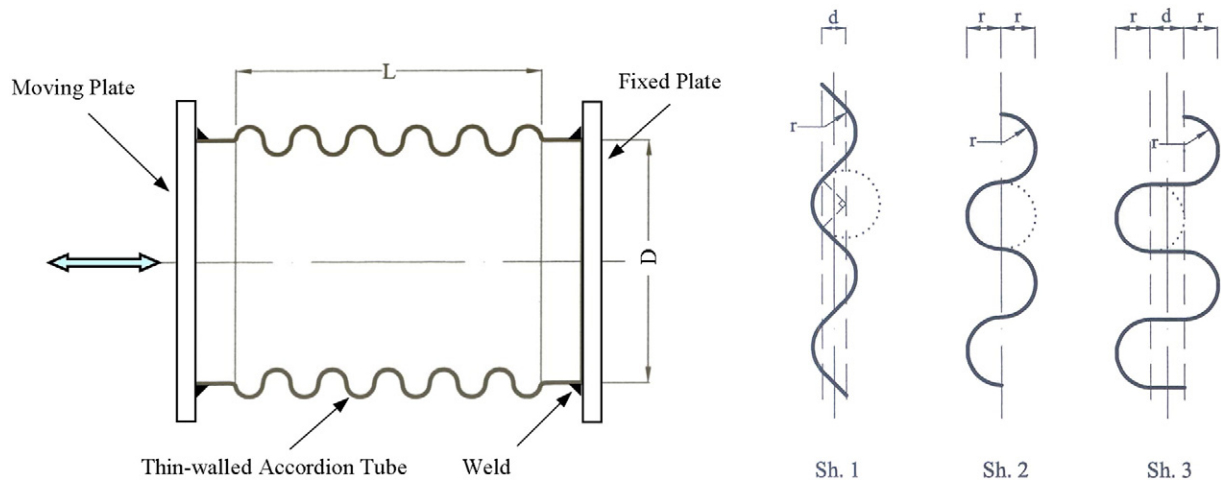 Moving Plate
L
Fixed Plate
D
Thin-walled Accordion Tube
Weld
d
r
r r
r
r d r
r
Sh. 1
Sh. 2
Sh. 3